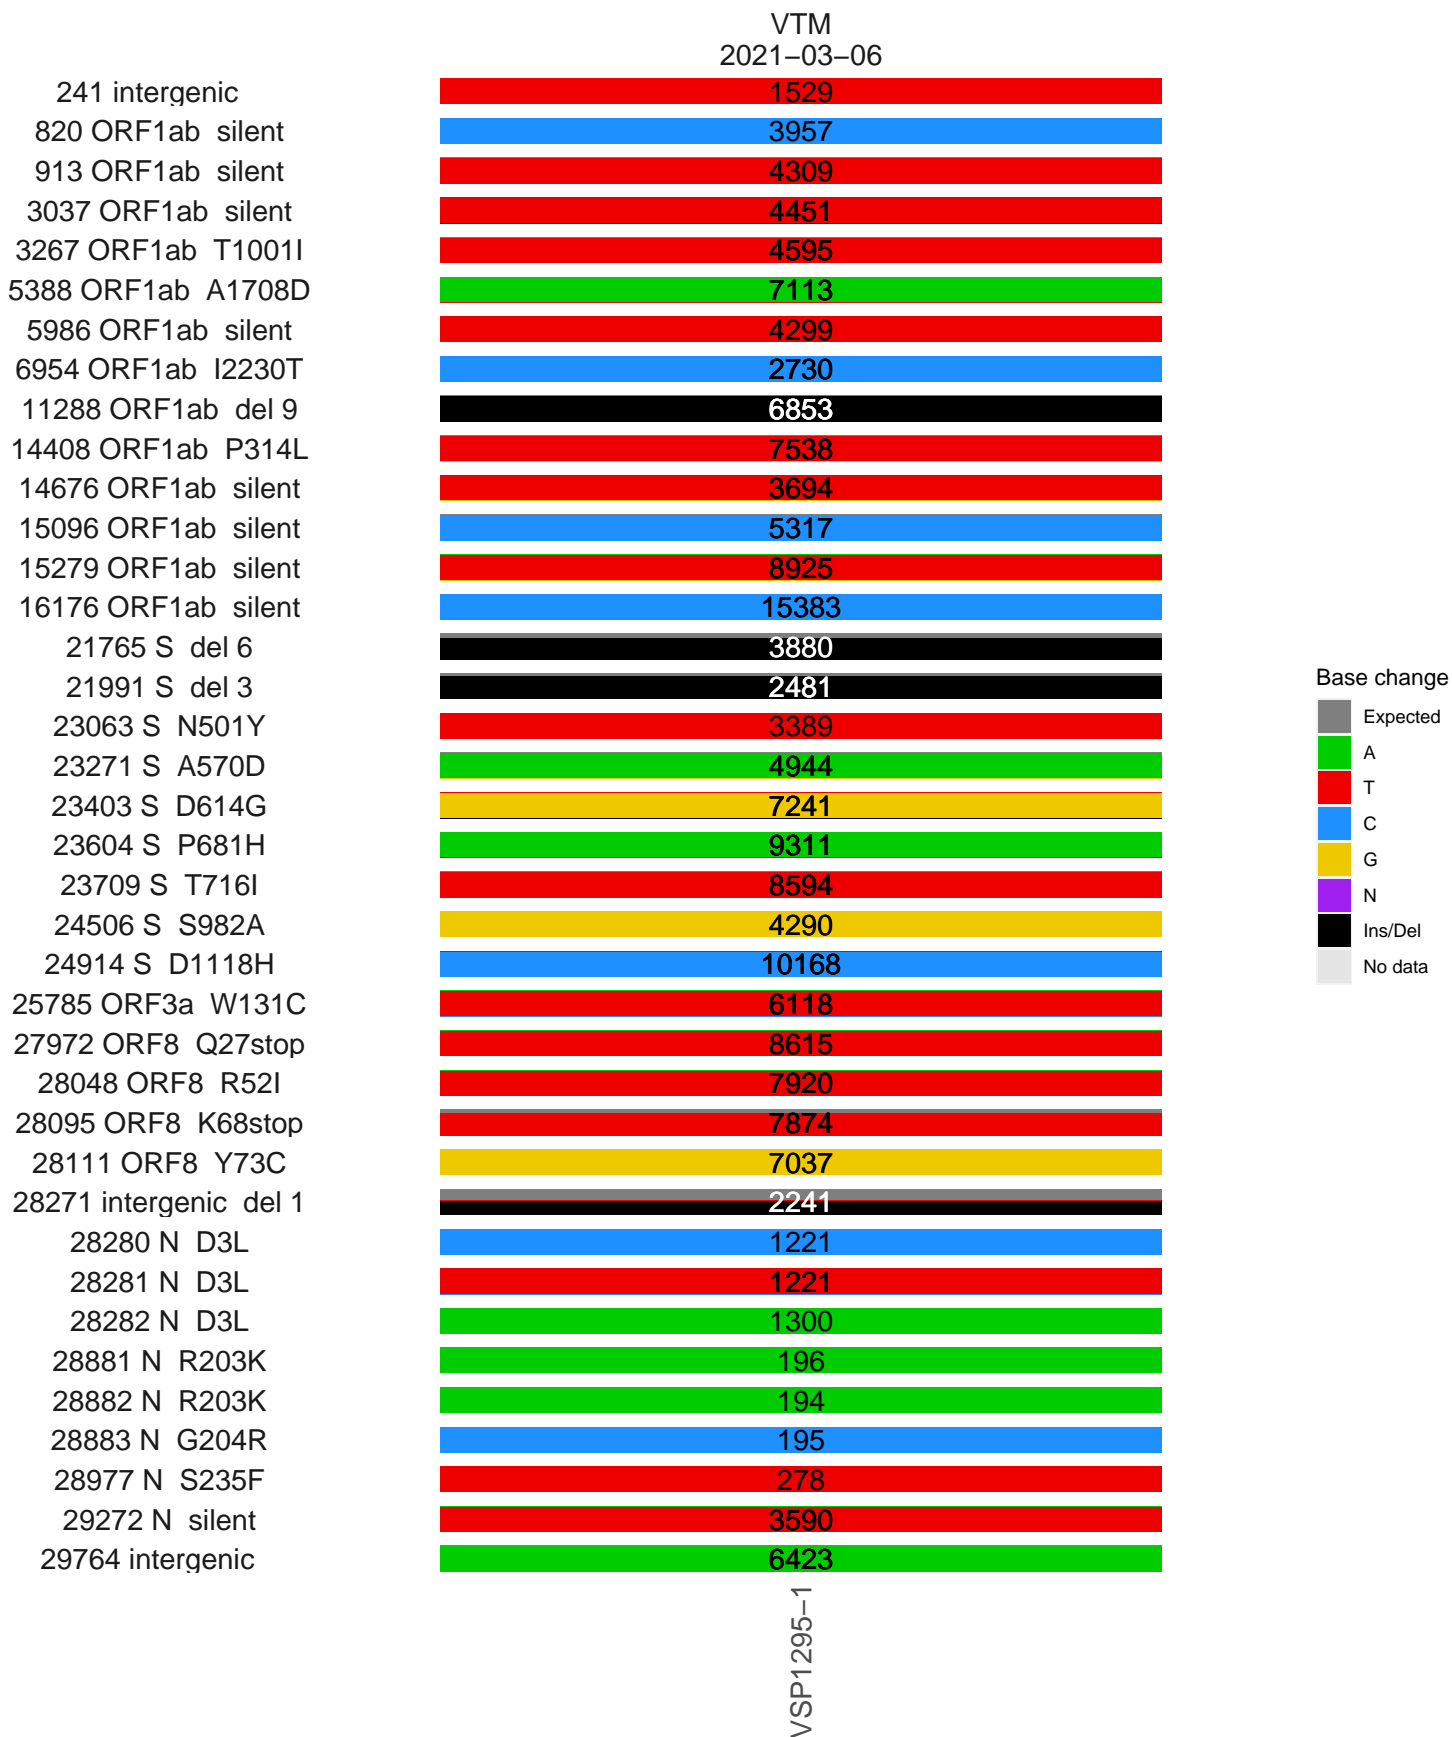 VTM
2021−03−06
241 intergenic 1529
820 ORF1ab silent 3957
913 ORF1ab silent 4309
3037 ORF1ab silent 4451
3267 ORF1ab T1001I 4595
5388 ORF1ab A1708D 7113
5986 ORF1ab silent 4299
6954 ORF1ab I2230T 2730
11288 ORF1ab del 9 6853
14408 ORF1ab P314L 7538
14676 ORF1ab silent 3694
15096 ORF1ab silent 5317
15279 ORF1ab silent 8925
16176 ORF1ab silent 15383
21765 S del 6 3880
21991 S del 3 2481
23063 S N501Y 3389
23271 S A570D 4944
23403 S D614G 7241
23604 S P681H 9311
23709 S T716I 8594
24506 S S982A 4290
24914 S D1118H 10168
25785 ORF3a W131C 6118
27972 ORF8 Q27stop 8615
28048 ORF8 R52I 7920
28095 ORF8 K68stop 7874
28111 ORF8 Y73C 7037
28271 intergenic del 1 2241
28280 N D3L 1221
28281 N D3L 1221
28282 N D3L 1300
28881 N R203K 196
28882 N R203K 194
28883 N G204R 195
28977 N S235F 278
29272 N silent 3590
29764 intergenic 6423
VSP1295−1
Base change
Expected
A
T
C
G
N
Ins/Del
No data